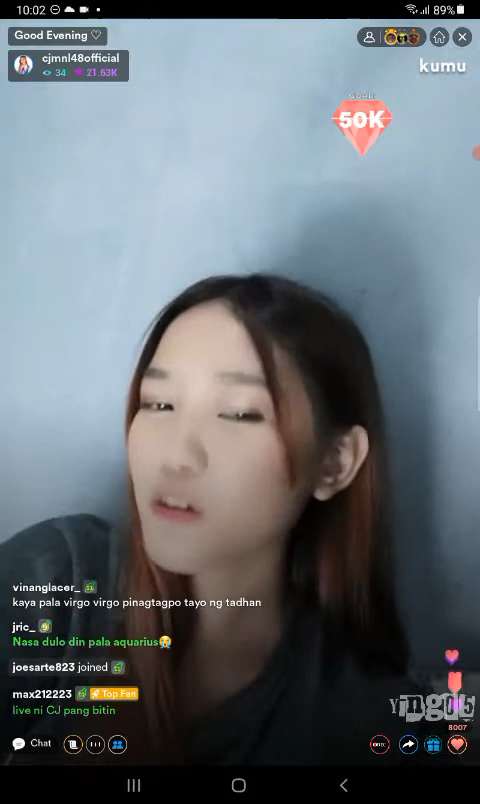 10:02
89%
Good Evening ♡
cjmnl48official
34 21.63K
kumu
GOAL:
50K
vinanglacer_
kaya pala virgo virgo pinagtagpo tayo ng tadhan
jric_
Nasa dulo din pala aquarius😭
joesarte823 joined
max212223 Top Fan
live ni CJ pang bitin
8007
Chat